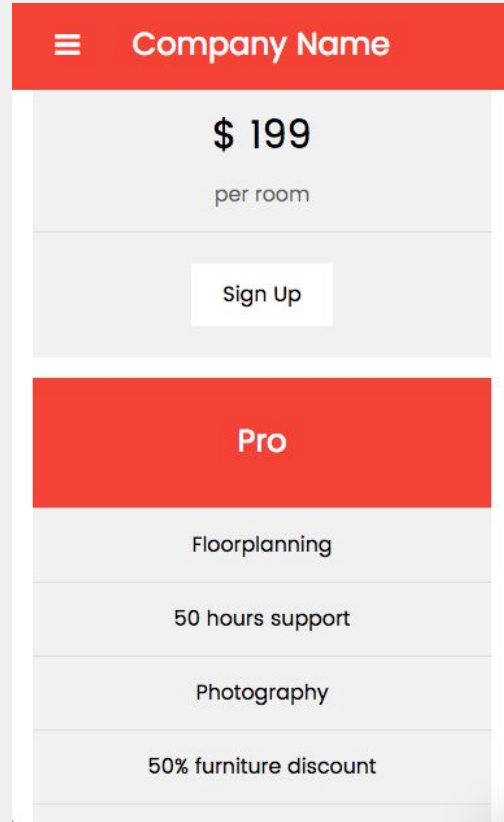 Company Name
$ 199
per room
Sign Up
Pro
Floorplanning
50 hours support
Photography
50% furniture discount